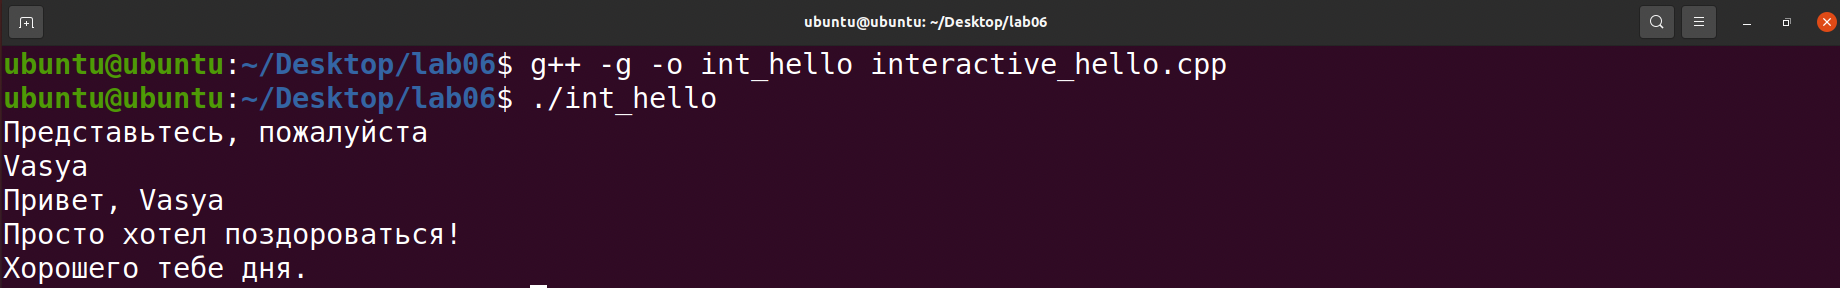 ubuntu@ubuntu: ~/Desktop/lab06
ubuntu@ubuntu:~/Desktop/lab06$ g++ -g -o int_hello interactive_hello.cpp
ubuntu@ubuntu:~/Desktop/lab06$ ./int_hello
Представьтесь, пожалуйста
Vasya
Привет, Vasya
Просто хотел поздороваться!
Хорошего тебе дня.